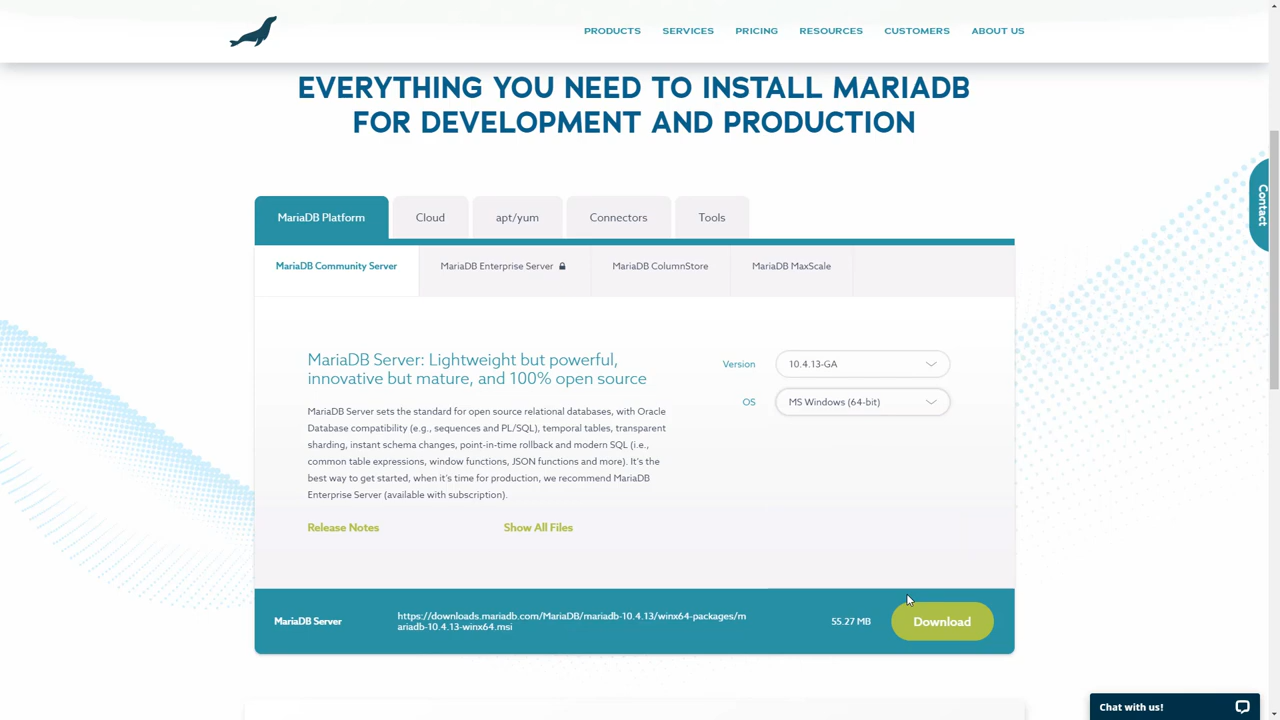 PRODUCTS SERVICES PRICING RESOURCES CUSTOMERS ABOUT US
EVERYTHING YOU NEED TO INSTALL MARIADB
FOR DEVELOPMENT AND PRODUCTION
Contact
MariaDB Platform Cloud apt/yum Connectors Tools
MariaDB Community Server MariaDB Enterprise Server MariaDB ColumnStore MariaDB MaxScale
MariaDB Server: Lightweight but powerful,
innovative but mature, and 100% open source
MariaDB Server sets the standard for open source relational databases, with Oracle
Database compatibility (e.g., sequences and PL/SQL), temporal tables, transparent
sharding, instant schema changes, point-in-time rollback and modern SQL (i.e.,
common table expressions, window functions, JSON functions and more). It's the
best way to get started, when it's time for production, we recommend MariaDB
Enterprise Server (available with subscription).
Release Notes Show All Files
Version 10.4.13-GA
OS MS Windows (64-bit)
MariaDB Server
https://downloads.mariadb.com/MariaDB/mariadb-10.4.13/winx64-packages/m
ariadb-10.4.13-winx64.msi
55.27 MB
Download
Chat with us!